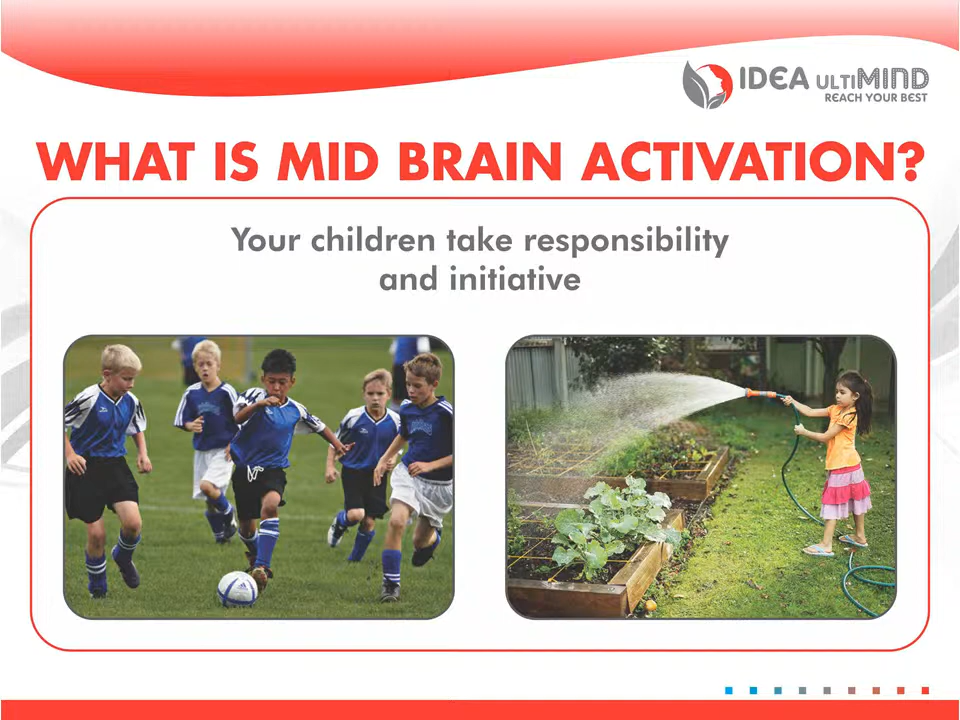 IDEA ULTIMIND
REACH YOUR BEST
WHAT IS MID BRAIN ACTIVATION?
Your children take responsibility
and initiative